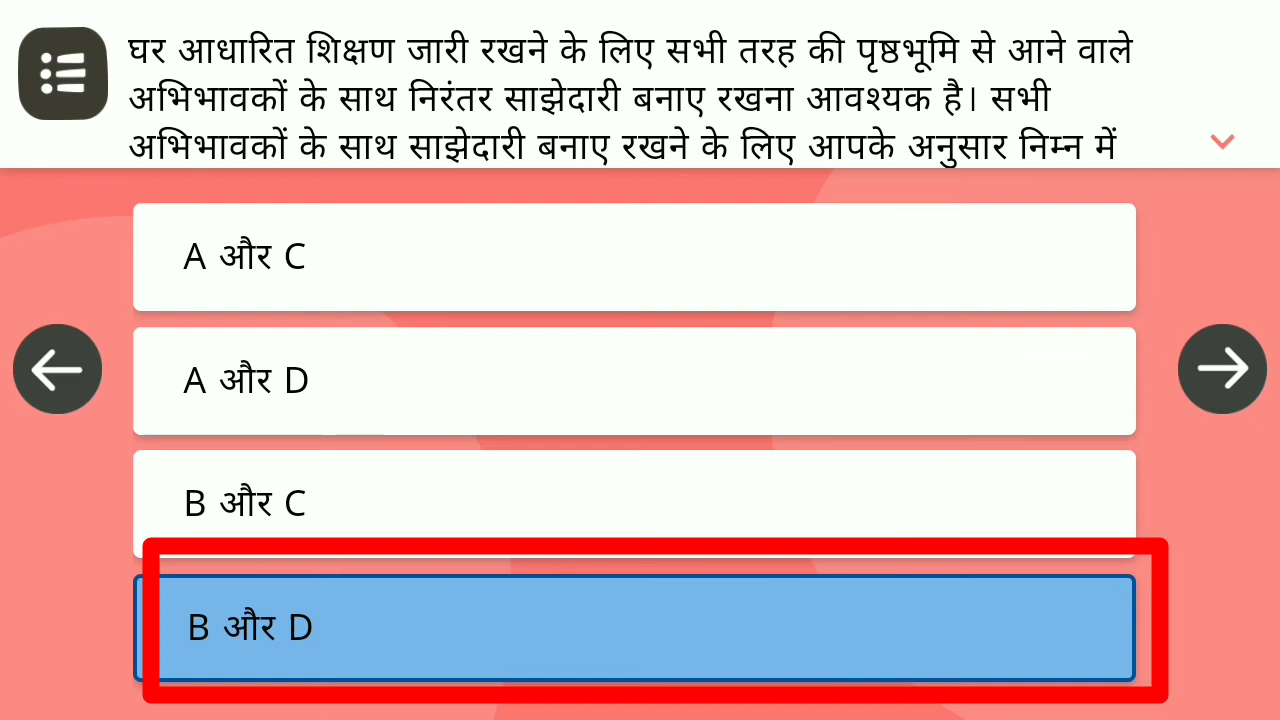 घर आधारित शिक्षण जारी रखने के लिए सभी तरह की पृष्ठभूमि से आने वाले
अभिभावकों के साथ निरंतर साझेदारी बनाए रखना आवश्यक है। सभी
अभिभावकों के साथ साझेदारी बनाए रखने के लिए आपके अनुसार निम्न में
A और C
A और D
B और C
B और D